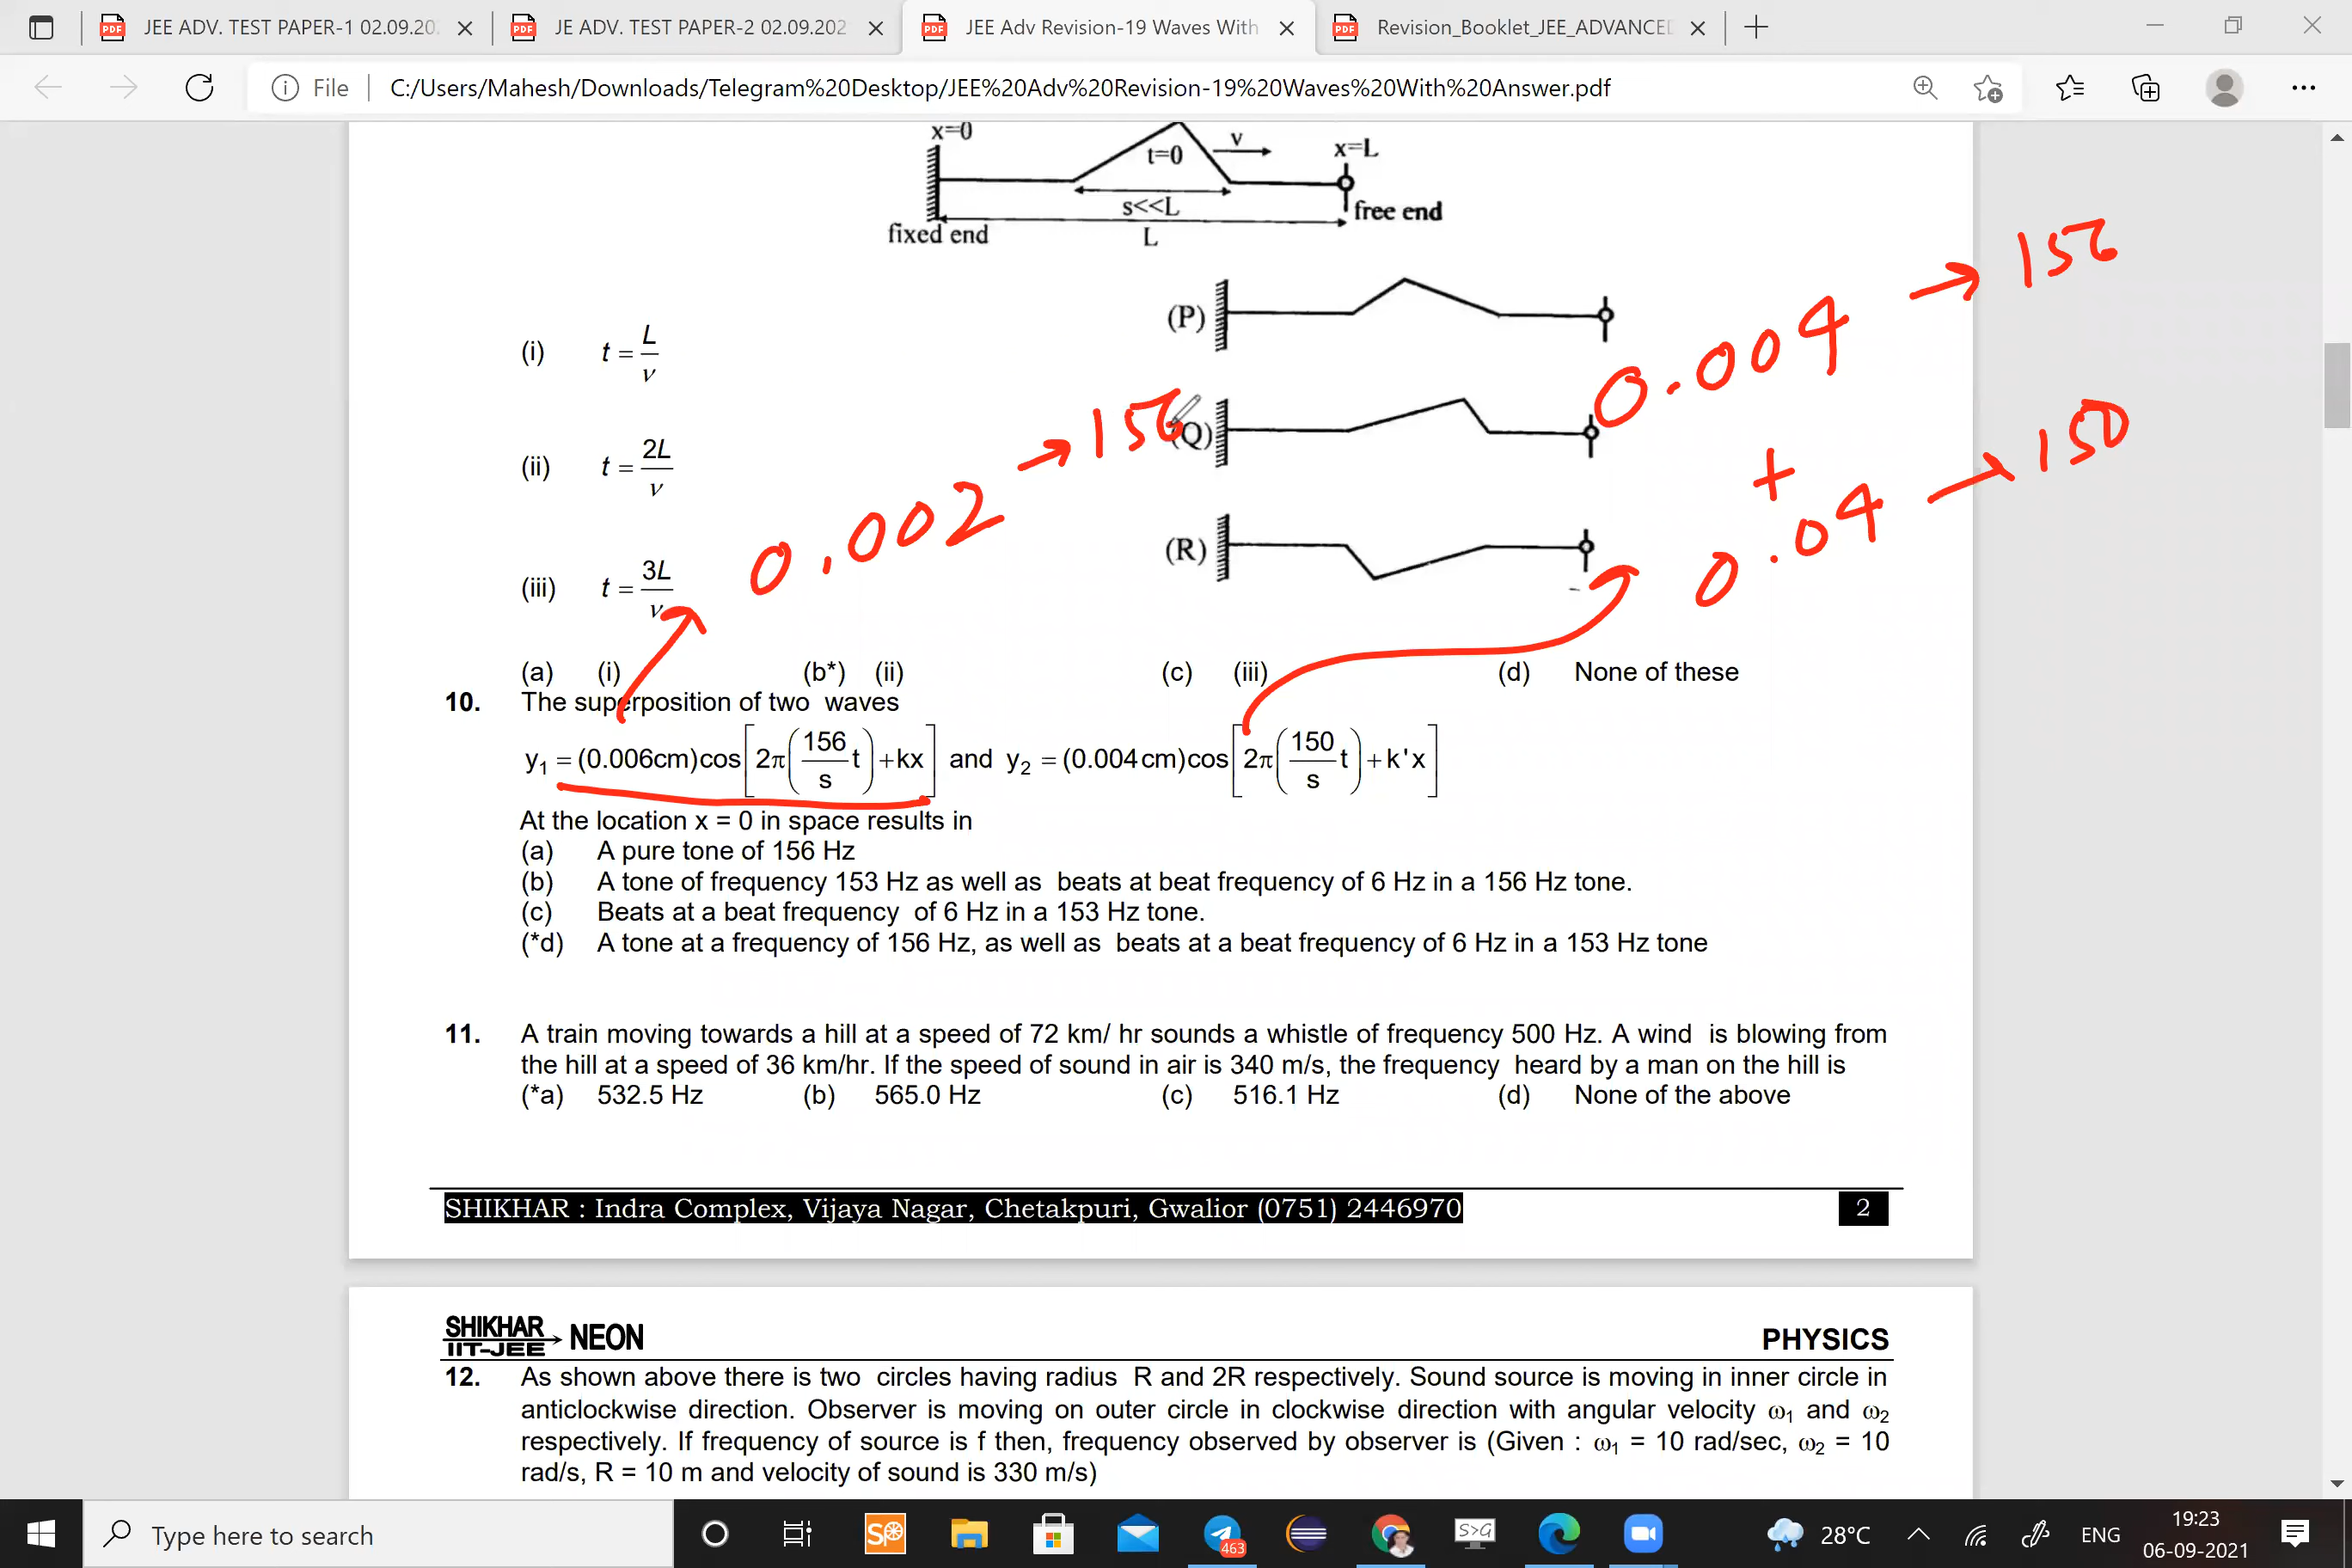 JEE ADV. TEST PAPER-1 02.09.20
JE ADV. TEST PAPER-2 02.09.202
JEE Adv Revision-19 Waves With
Revision_Booklet_JEE_ADVANCED
File
C:/Users/Mahesh/Downloads/Telegram%20Desktop/JEE%20Adv%20Revision-19%20Waves%20With%20Answer.pdf
x=0
t=0
v
x=L
s<<L
free end
fixed end
L
→ 156
(P)
(i) t = L/v
0.004
→ 156
(Q)
→ 150
(ii) t = 2L/v
+
0.002
0.04
(R)
(iii) t = 3L/v
(a) (i) (b*) (ii) (c) (iii) (d) None of these
10. The superposition of two waves
y₁ = (0.006cm)cos[2π(156/s t)+kx] and y₂ = (0.004cm)cos[2π(150/s t)+k'x]
At the location x = 0 in space results in
(a) A pure tone of 156 Hz
(b) A tone of frequency 153 Hz as well as beats at beat frequency of 6 Hz in a 156 Hz tone.
(c) Beats at a beat frequency of 6 Hz in a 153 Hz tone.
(*d) A tone at a frequency of 156 Hz, as well as beats at a beat frequency of 6 Hz in a 153 Hz tone
11. A train moving towards a hill at a speed of 72 km/ hr sounds a whistle of frequency 500 Hz. A wind is blowing from
the hill at a speed of 36 km/hr. If the speed of sound in air is 340 m/s, the frequency heard by a man on the hill is
(*a) 532.5 Hz (b) 565.0 Hz (c) 516.1 Hz (d) None of the above
SHIKHAR : Indra Complex, Vijaya Nagar, Chetakpuri, Gwalior (0751) 2446970
2
SHIKHAR
IIT-JEE
NEON
PHYSICS
12. As shown above there is two circles having radius R and 2R respectively. Sound source is moving in inner circle in
anticlockwise direction. Observer is moving on outer circle in clockwise direction with angular velocity ω₁ and ω₂
respectively. If frequency of source is f then, frequency observed by observer is (Given : ω₁ = 10 rad/sec, ω₂ = 10
rad/s, R = 10 m and velocity of sound is 330 m/s)
Type here to search
SP
463
S>G
28°C
ENG
19:23
06-09-2021